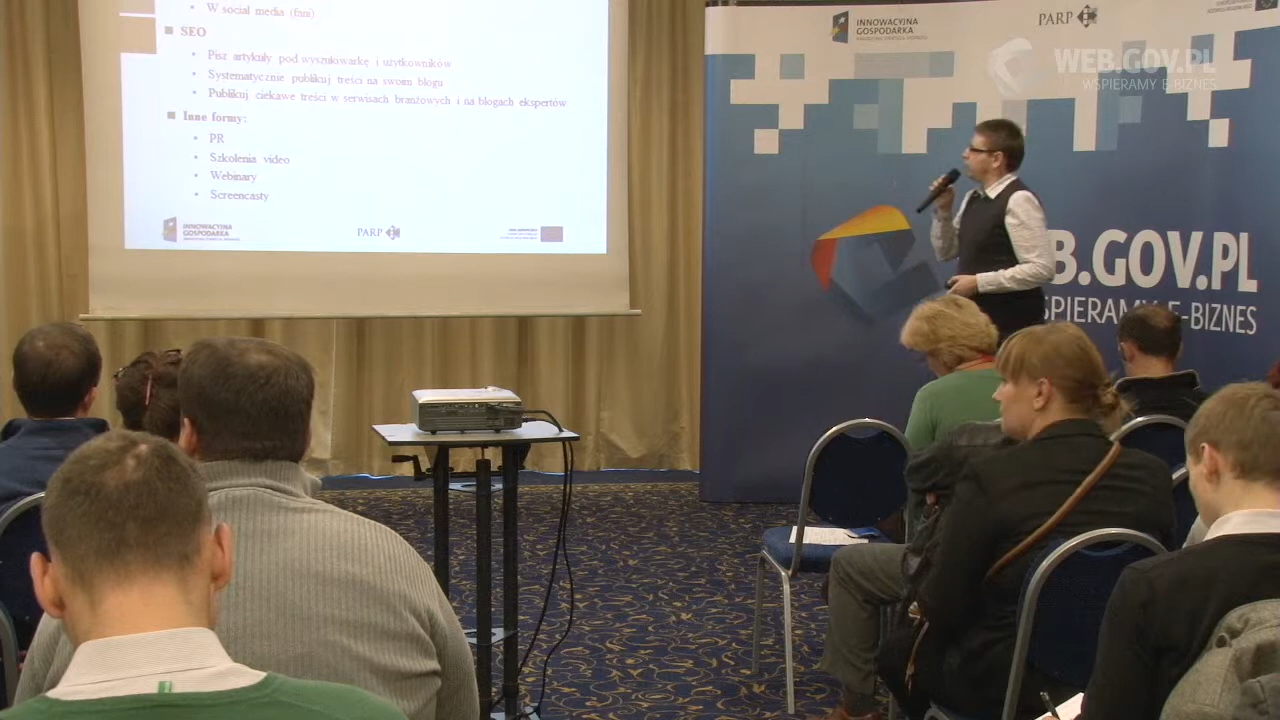 W social media (fani)
SEO
Pisz artykuły pod wyszukiwarkę i użytkowników
Systematycznie publikuj treści na swoim blogu
Publikuj ciekawe treści w serwisach branżowych i na blogach ekspertów
Inne formy:
PR
Szkolenia video
Webinary
Screencasty
INNOWACYJNA
GOSPODARKA
PARP
INNOWACYJNA
GOSPODARKA
PARP
WEB.GOV.PL
WSPIERAMY E-BIZNES
B.GOV.PL
SPIERAMY E-BIZNES